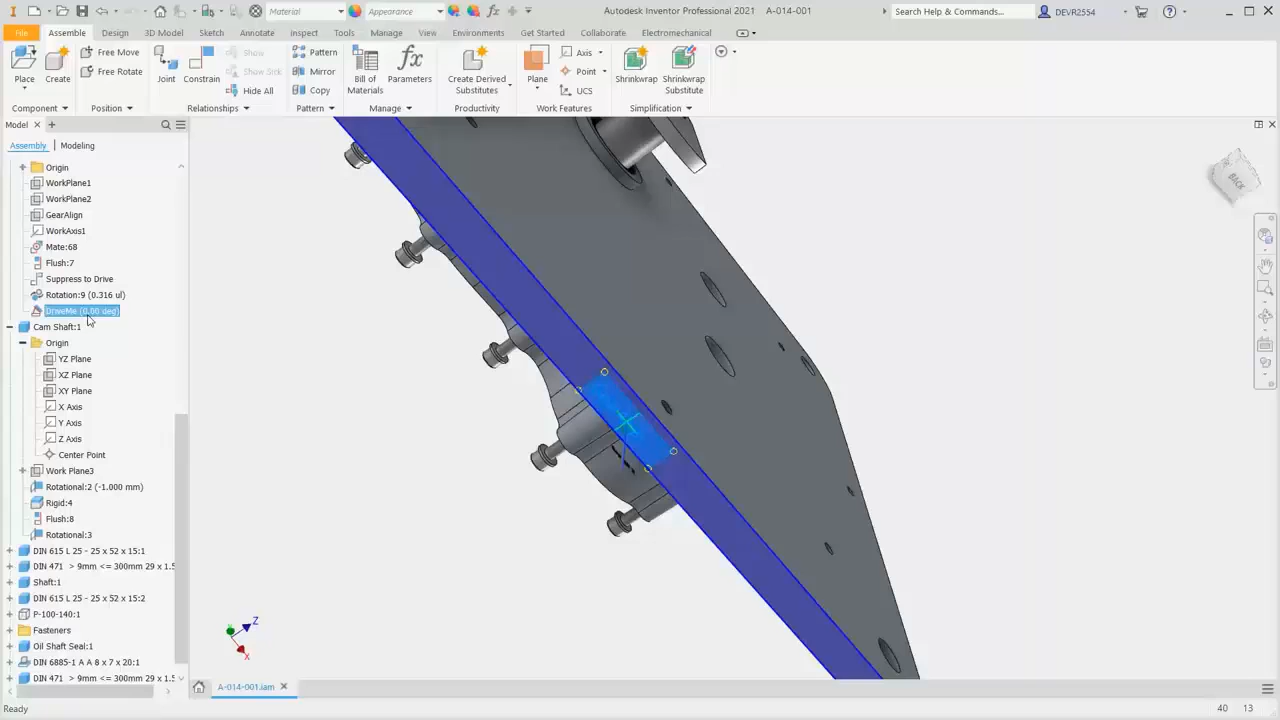 Material
Appearance
Autodesk Inventor Professional 2021 A-014-001
Search Help & Commands...
DEVR2554
File
Assembly
Design
3D Model
Sketch
Annotate
Inspect
Tools
Manage
View
Environments
Get Started
Collaborate
Electromechanical
Place
Create
Free Move
Free Rotate
Joint
Constrain
Show
Show Sick
Hide All
Pattern
Mirror
Copy
Bill of
Materials
Parameters
Create Derived
Substitutes
Plane
Axis
Point
UCS
Shrinkwrap
Shrinkwrap
Substitute
Component
Position
Relationships
Pattern
Manage
Productivity
Work Features
Simplification
Model
Assembly
Modeling
Origin
WorkPlane1
WorkPlane2
GearAlign
WorkAxis1
Mate:68
Flush:7
Suppress to Drive
Rotation:9 (0.316 ul)
DriveMe (0.00 deg)
Cam Shaft:1
Origin
YZ Plane
XZ Plane
XY Plane
X Axis
Y Axis
Z Axis
Center Point
Work Plane3
Rotational:2 (-1.000 mm)
Rigid:4
Flush:8
Rotational:3
DIN 615 L 25 - 25 x 52 x 15:1
DIN 471 > 9mm <= 300mm 29 x 1.5
Shaft:1
DIN 615 L 25 - 25 x 52 x 15:2
P-100-140:1
Fasteners
Oil Shaft Seal:1
DIN 6885-1 A A 8 x 7 x 20:1
DIN 471 > 9mm <= 300mm 29 x 1.5
BACK
Z
X
A-014-001.iam
Ready
40 13